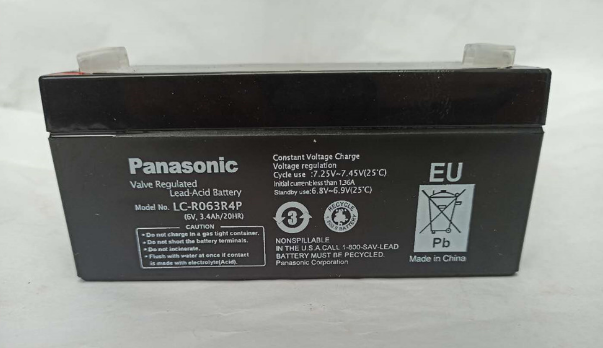 Panasonic
Valve Regulated
Lead-Acid Battery
Model No. LC-R063R4P
(6V, 3.4Ah/20HR)
CAUTION
• Do not charge in a gas tight container.
• Do not short the battery terminals.
• Do not incinerate.
• Flush with water at once if contact
is made with electrolyte(Acid).
Constant Voltage Charge
Voltage regulation
Cycle use :7.25V~7.45V(25℃)
Initial current:less than 1.36A
Standby use:6.8V~6.9V(25℃)
3
RECYCLE
NONSPILLABLE
IN THE U.S.A.CALL 1-800-SAV-LEAD
BATTERY MUST BE RECYCLED.
Panasonic Corporation
EU
Pb
Made in China